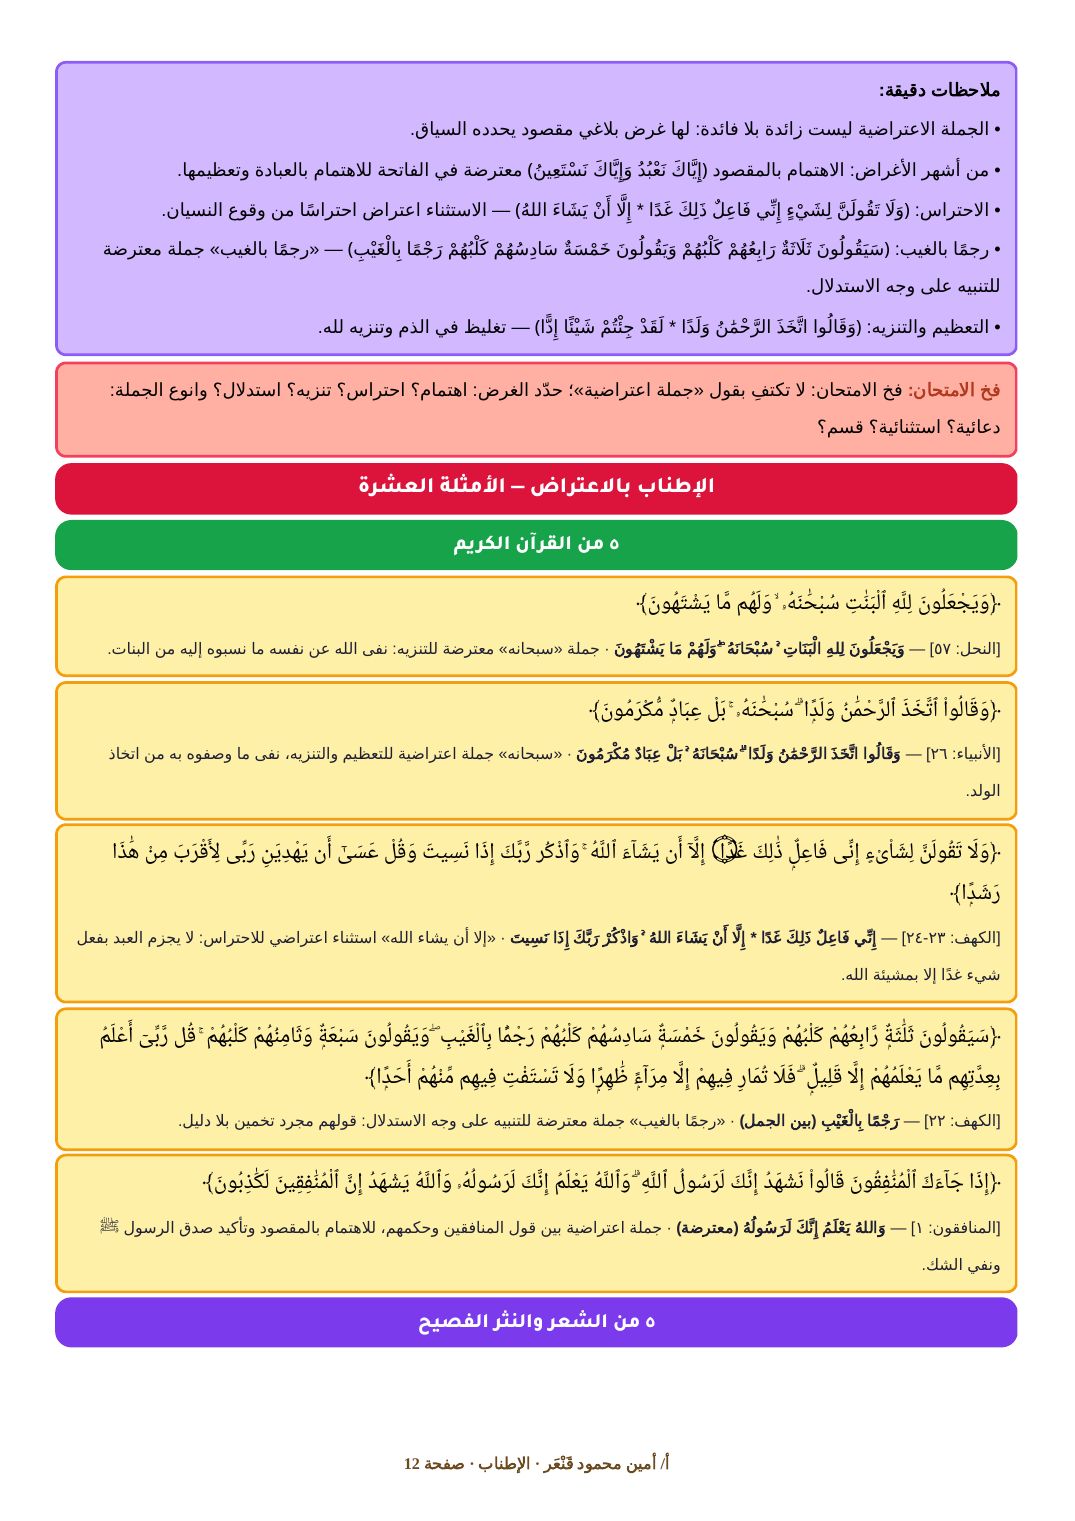 ملاحظات دقيقة:
• الجملة الاعتراضية ليست زائدة بلا فائدة: لها غرض بلاغي مقصود يحدده السياق.
• من أشهر الأغراض: الاهتمام بالمقصود (إِيَّاكَ نَعْبُدُ وَإِيَّاكَ نَسْتَعِينُ) معترضة في الفاتحة للاهتمام بالعبادة وتعظيمها.
• الاحتراس: (وَلَا تَقُولَنَّ لِشَيْءٍ إِنِّي فَاعِلٌ ذَلِكَ غَدًا * إِلَّا أَنْ يَشَاءَ اللهُ) — الاستثناء اعتراض احتراسًا من وقوع النسيان.
• رجمًا بالغيب: (سَيَقُولُونَ ثَلَاثَةٌ رَابِعُهُمْ كَلْبُهُمْ وَيَقُولُونَ خَمْسَةٌ سَادِسُهُمْ كَلْبُهُمْ رَجْمًا بِالْغَيْبِ) — «رجمًا بالغيب» جملة معترضة
للتنبيه على وجه الاستدلال.
• التعظيم والتنزيه: (وَقَالُوا اتَّخَذَ الرَّحْمَٰنُ وَلَدًا * لَقَدْ جِئْتُمْ شَيْئًا إِدًّا) — تغليظ في الذم وتنزيه لله.
فخ الامتحان: فخ الامتحان: لا تكتفِ بقول «جملة اعتراضية»؛ حدّد الغرض: اهتمام؟ احتراس؟ تنزيه؟ استدلال؟ وانوع الجملة:
دعائية؟ استثنائية؟ قسم؟
الإطناب بالاعتراض — الأمثلة العشرة
٥ من القرآن الكريم
﴿وَيَجْعَلُونَ لِلَّهِ ٱلْبَنَٰتِ سُبْحَٰنَهُۥ ۙ وَلَهُم مَّا يَشْتَهُونَ﴾
[النحل: ٥٧] — وَيَجْعَلُونَ لِلهِ الْبَنَاتِ ۚ سُبْحَانَهُ ۖ وَلَهُمْ مَا يَشْتَهُونَ · جملة «سبحانه» معترضة للتنزيه: نفى الله عن نفسه ما نسبوه إليه من البنات.
﴿وَقَالُوا۟ ٱتَّخَذَ ٱلرَّحْمَٰنُ وَلَدًا ۗ سُبْحَٰنَهُۥ ۚ بَلْ عِبَادٌ مُّكْرَمُونَ﴾
[الأنبياء: ٢٦] — وَقَالُوا اتَّخَذَ الرَّحْمَٰنُ وَلَدًا ۗ سُبْحَانَهُ ۚ بَلْ عِبَادٌ مُكْرَمُونَ · «سبحانه» جملة اعتراضية للتعظيم والتنزيه، نفى ما وصفوه به من اتخاذ
الولد.
﴿وَلَا تَقُولَنَّ لِشَا۟ىْءٍ إِنِّى فَاعِلٌ ذَٰلِكَ غَدًا ۝ إِلَّآ أَن يَشَآءَ ٱللَّهُ ۚ وَٱذْكُر رَّبَّكَ إِذَا نَسِيتَ وَقُلْ عَسَىٰٓ أَن يَهْدِيَنِ رَبِّى لِأَقْرَبَ مِنْ هَٰذَا
رَشَدًا﴾
[الكهف: ٢٣-٢٤] — إِنِّي فَاعِلٌ ذَلِكَ غَدًا * إِلَّا أَنْ يَشَاءَ اللهُ ۚ وَاذْكُرْ رَبَّكَ إِذَا نَسِيتَ · «إلا أن يشاء الله» استثناء اعتراضي للاحتراس: لا يجزم العبد بفعل
شيء غدًا إلا بمشيئة الله.
﴿سَيَقُولُونَ ثَلَٰثَةٌ رَّابِعُهُمْ كَلْبُهُمْ وَيَقُولُونَ خَمْسَةٌ سَادِسُهُمْ كَلْبُهُمْ رَجْمًۢا بِٱلْغَيْبِ ۖ وَيَقُولُونَ سَبْعَةٌ وَثَامِنُهُمْ كَلْبُهُمْ ۚ قُل رَّبِّىٓ أَعْلَمُ
بِعِدَّتِهِم مَّا يَعْلَمُهُمْ إِلَّا قَلِيلٌ ۗ فَلَا تُمَارِ فِيهِمْ إِلَّا مِرَآءً ظَٰهِرًا وَلَا تَسْتَفْتِ فِيهِم مِّنْهُمْ أَحَدًا﴾
[الكهف: ٢٢] — رَجْمًا بِالْغَيْبِ (بين الجمل) · «رجمًا بالغيب» جملة معترضة للتنبيه على وجه الاستدلال: قولهم مجرد تخمين بلا دليل.
﴿إِذَا جَآءَكَ ٱلْمُنَٰفِقُونَ قَالُوا۟ نَشْهَدُ إِنَّكَ لَرَسُولُ ٱللَّهِ ۗ وَٱللَّهُ يَعْلَمُ إِنَّكَ لَرَسُولُهُۥ وَٱللَّهُ يَشْهَدُ إِنَّ ٱلْمُنَٰفِقِينَ لَكَٰذِبُونَ﴾
[المنافقون: ١] — وَاللهُ يَعْلَمُ إِنَّكَ لَرَسُولُهُ (معترضة) · جملة اعتراضية بين قول المنافقين وحكمهم، للاهتمام بالمقصود وتأكيد صدق الرسول ﷺ
ونفي الشك.
٥ من الشعر والنثر الفصيح
أ/ أمين محمود قَنْعَر · الإطناب · صفحة 12